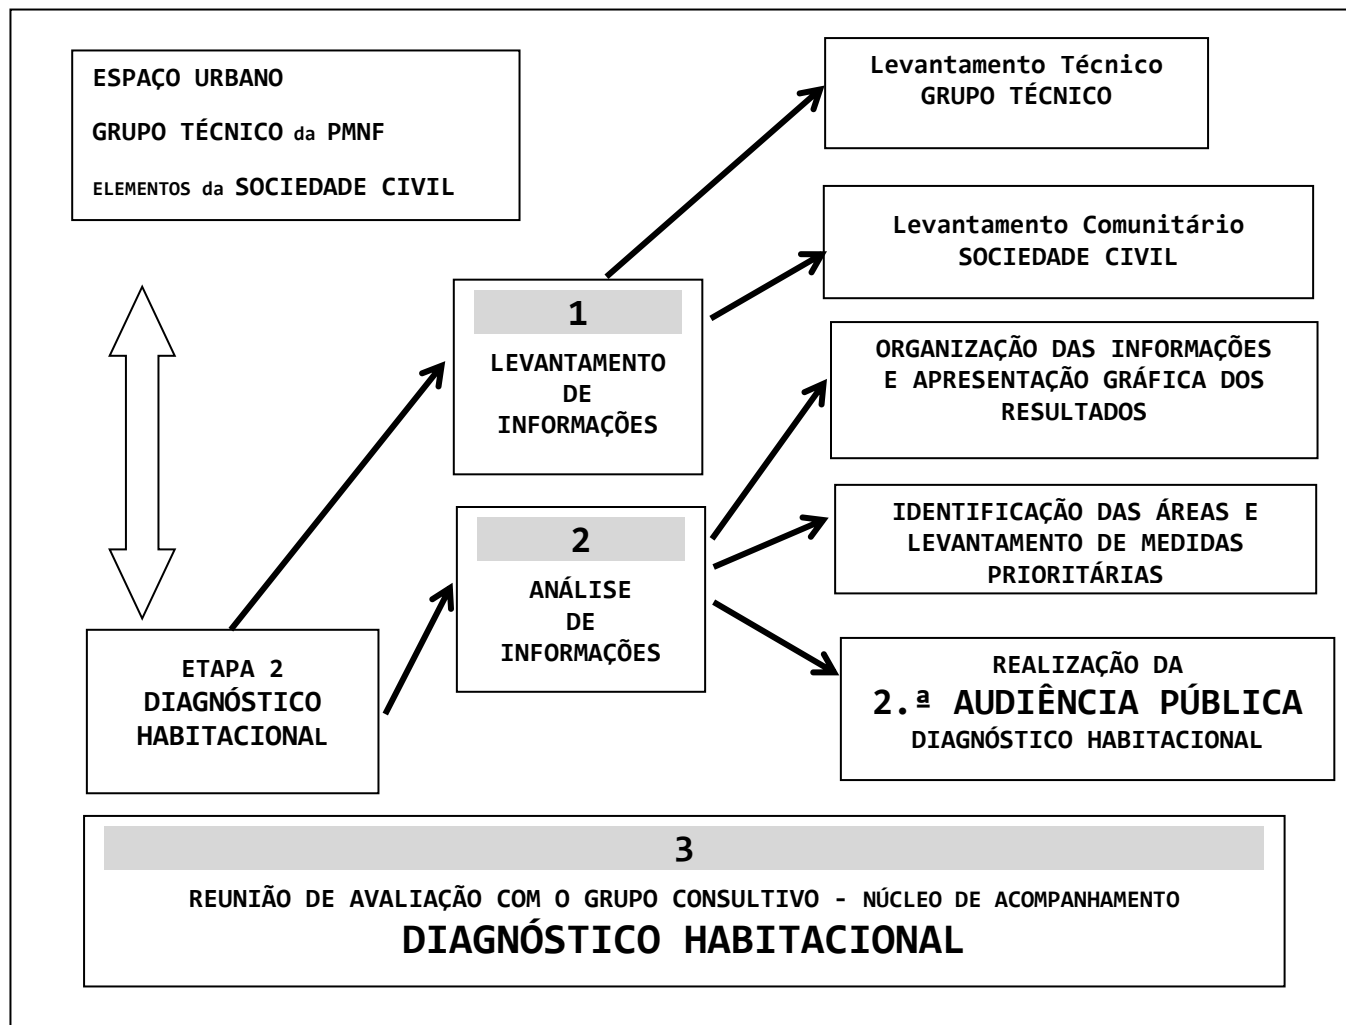 ESPAÇO URBANO
GRUPO TÉCNICO da PMNF
ELEMENTOS da SOCIEDADE CIVIL
Levantamento Técnico
GRUPO TÉCNICO
Levantamento Comunitário
SOCIEDADE CIVIL
1
LEVANTAMENTO
DE
INFORMAÇÕES
ORGANIZAÇÃO DAS INFORMAÇÕES
E APRESENTAÇÃO GRÁFICA DOS
RESULTADOS
2
ANÁLISE
DE
INFORMAÇÕES
IDENTIFICAÇÃO DAS ÁREAS E
LEVANTAMENTO DE MEDIDAS
PRIORITÁRIAS
ETAPA 2
DIAGNÓSTICO
HABITACIONAL
REALIZAÇÃO DA
2.ª AUDIÊNCIA PÚBLICA
DIAGNÓSTICO HABITACIONAL
3
REUNIÃO DE AVALIAÇÃO COM O GRUPO CONSULTIVO - NÚCLEO DE ACOMPANHAMENTO
DIAGNÓSTICO HABITACIONAL